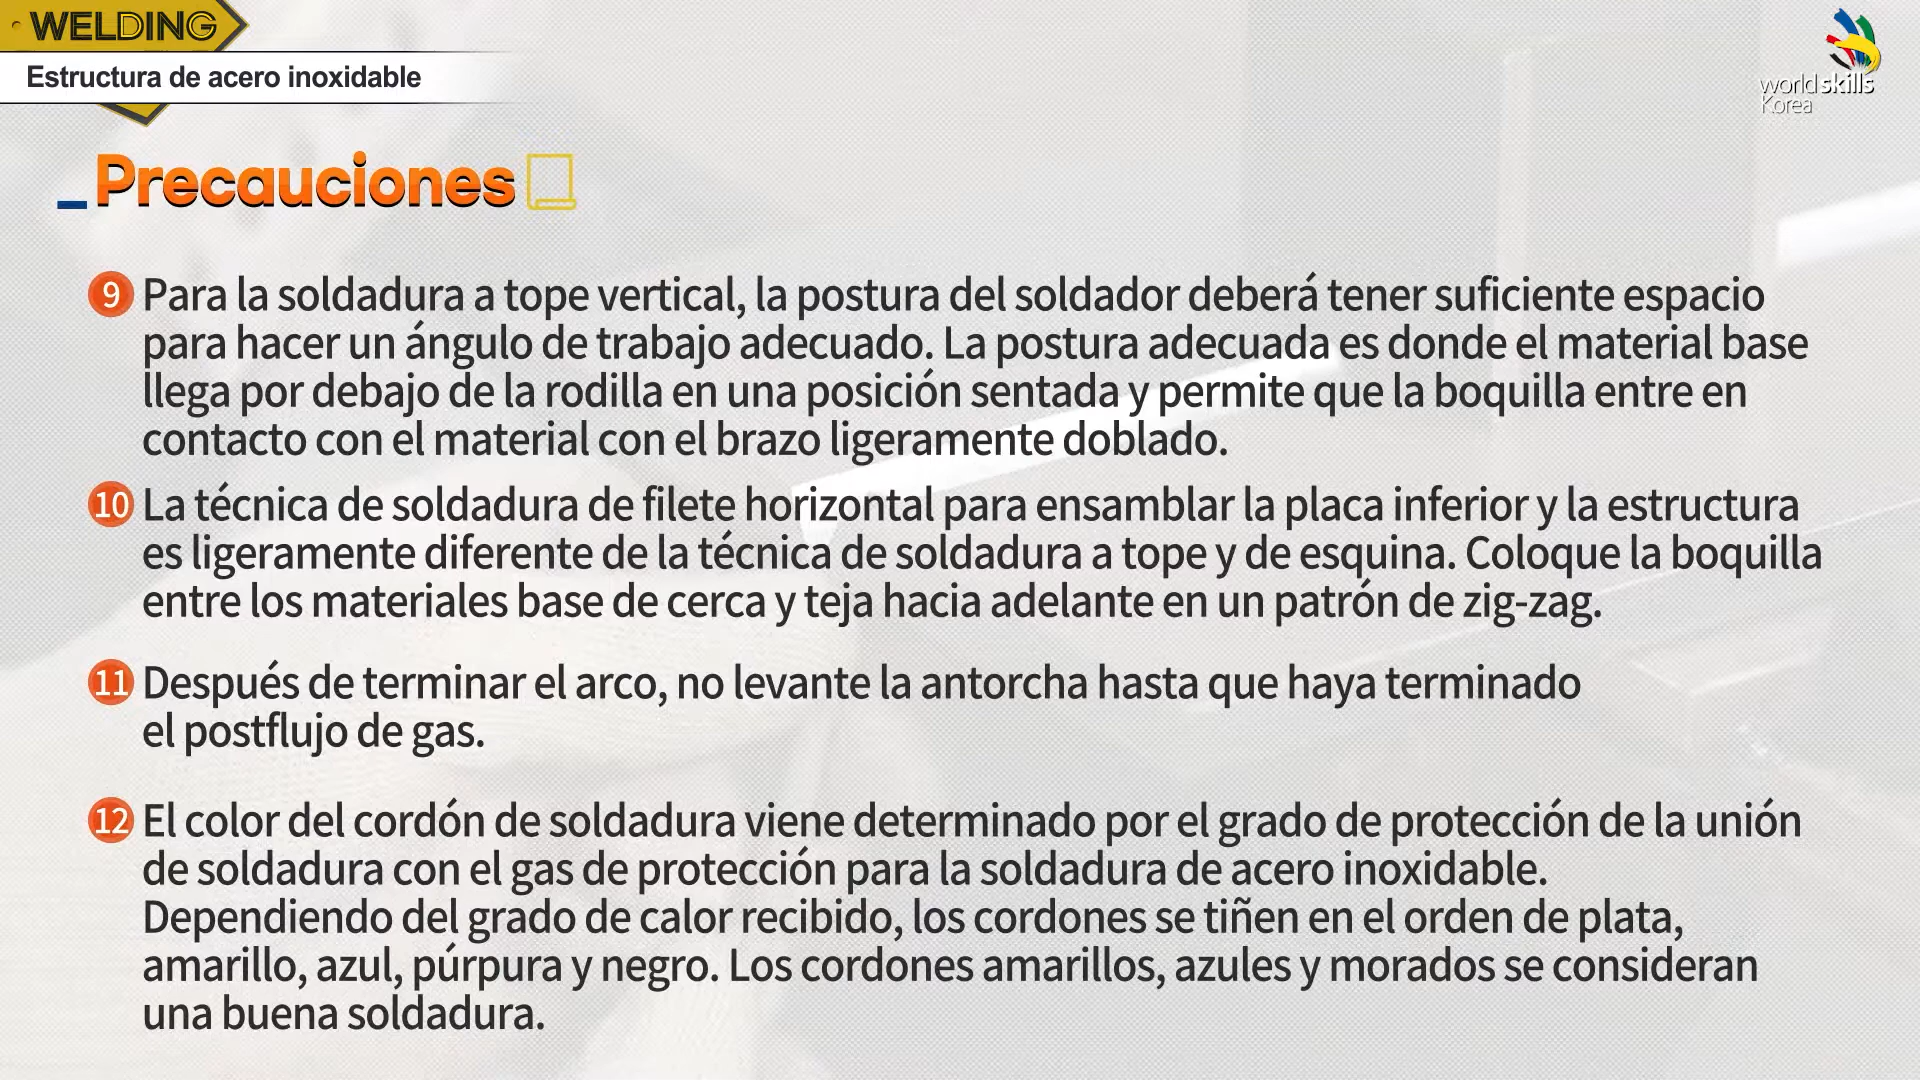 WELDING
Estructura de acero inoxidable
worldskills
Korea
Precauciones
9 Para la soldadura a tope vertical, la postura del soldador deberá tener suficiente espacio
para hacer un ángulo de trabajo adecuado. La postura adecuada es donde el material base
llega por debajo de la rodilla en una posición sentada y permite que la boquilla entre en
contacto con el material con el brazo ligeramente doblado.
10 La técnica de soldadura de filete horizontal para ensamblar la placa inferior y la estructura
es ligeramente diferente de la técnica de soldadura a tope y de esquina. Coloque la boquilla
entre los materiales base de cerca y teja hacia adelante en un patrón de zig-zag.
11 Después de terminar el arco, no levante la antorcha hasta que haya terminado
el postflujo de gas.
12 El color del cordón de soldadura viene determinado por el grado de protección de la unión
de soldadura con el gas de protección para la soldadura de acero inoxidable.
Dependiendo del grado de calor recibido, los cordones se tiñen en el orden de plata,
amarillo, azul, púrpura y negro. Los cordones amarillos, azules y morados se consideran
una buena soldadura.